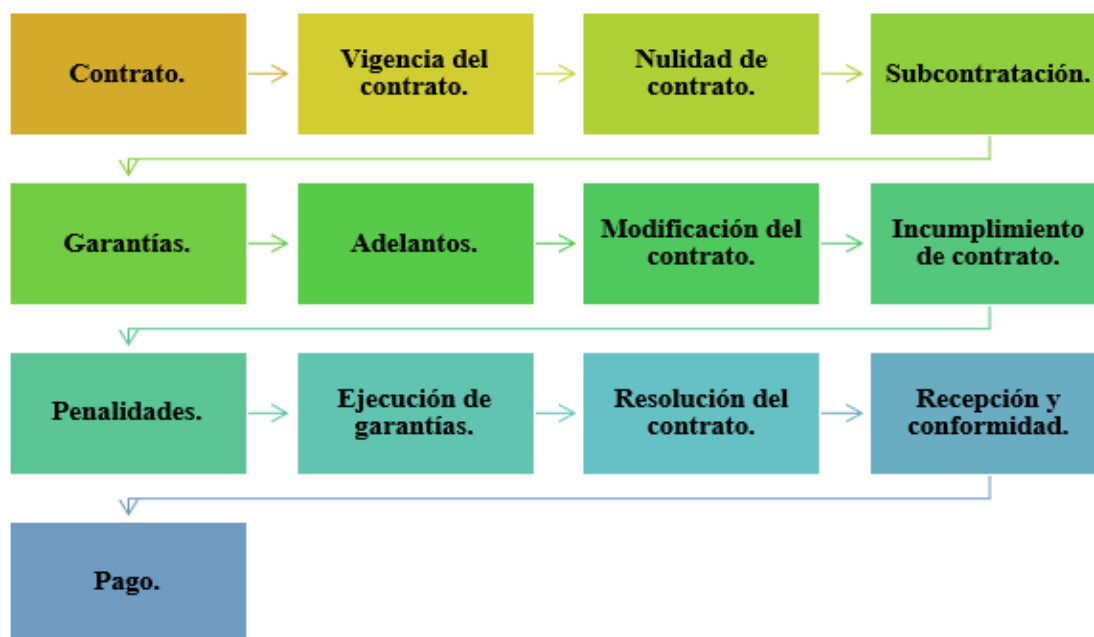 Contrato.
Vigencia del
contrato.
Nulidad de
contrato.
Subcontratación.
Garantías.
Adelantos.
Modificación del
contrato.
Incumplimiento
de contrato.
Penalidades.
Ejecución de
garantías.
Resolución del
contrato.
Recepción y
conformidad.
Pago.